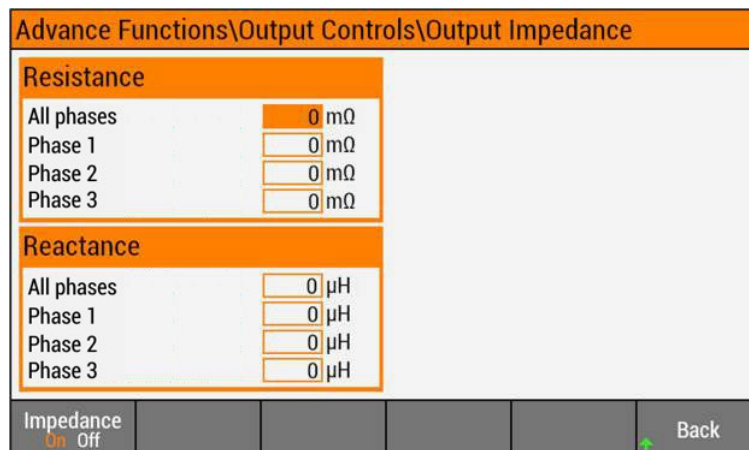 Advance Functions\Output Controls\Output Impedance
Resistance
All phases 0 mΩ
Phase 1 0 mΩ
Phase 2 0 mΩ
Phase 3 0 mΩ
Reactance
All phases 0 µH
Phase 1 0 µH
Phase 2 0 µH
Phase 3 0 µH
Impedance
On Off
Back